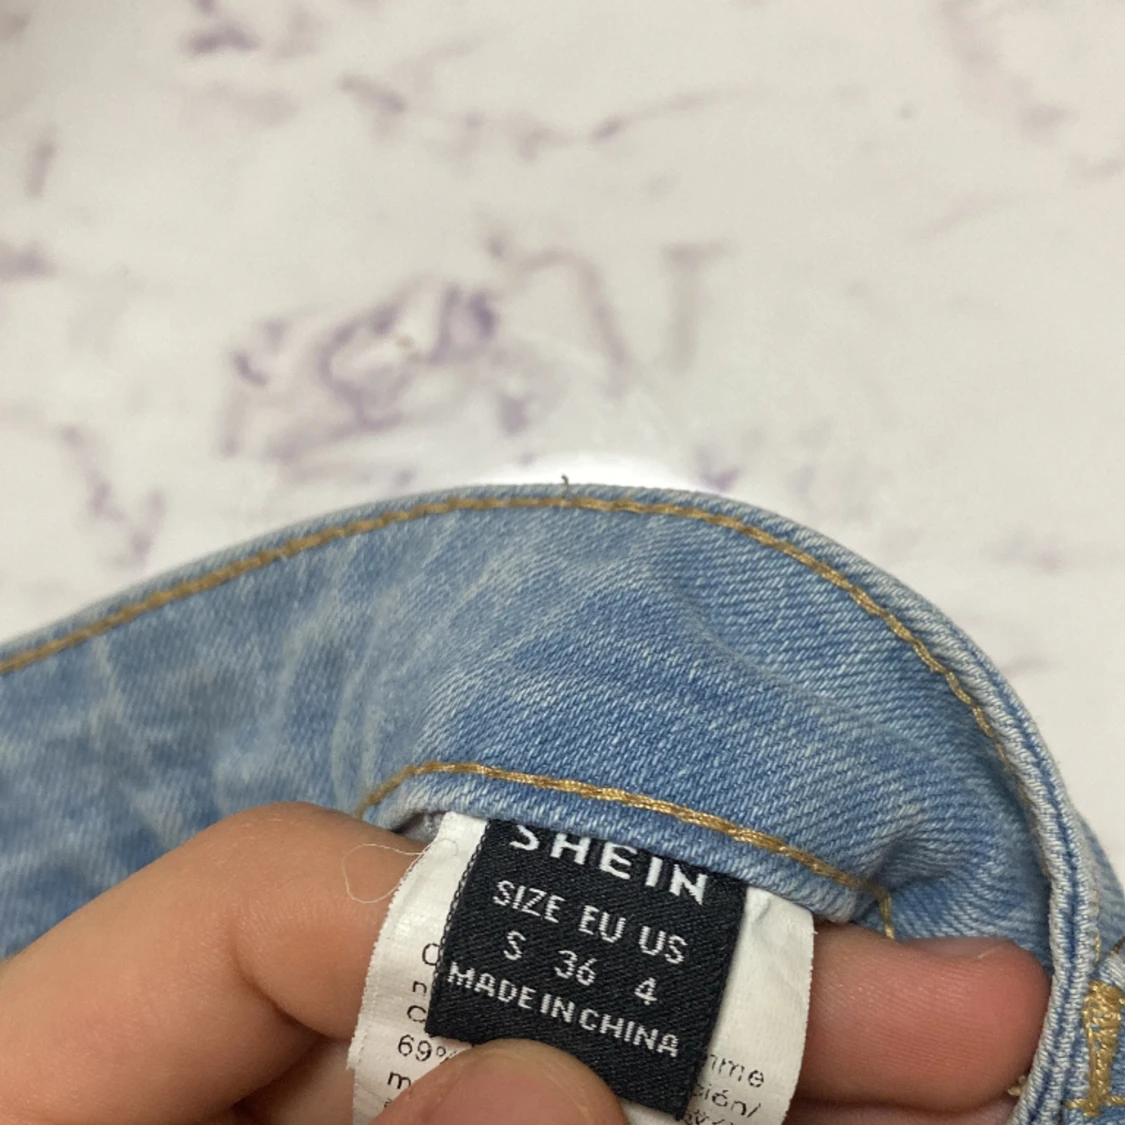 SHEIN
SIZE EU US
S 36 4
MADE IN CHINA
69%